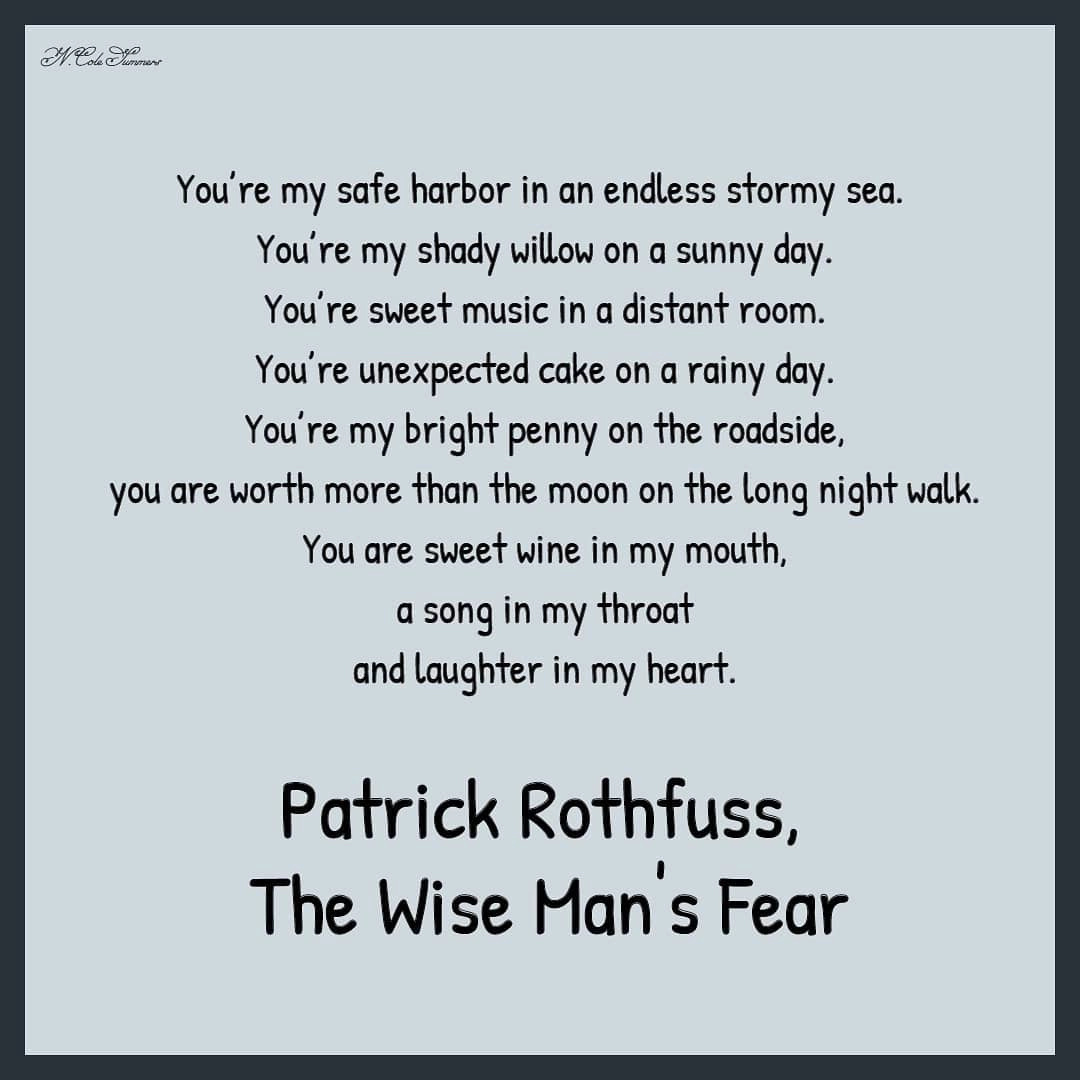 N. Cole Summers
You're my safe harbor in an endless stormy sea.
You're my shady willow on a sunny day.
You're sweet music in a distant room.
You're unexpected cake on a rainy day.
You're my bright penny on the roadside,
you are worth more than the moon on the long night walk.
You are sweet wine in my mouth,
a song in my throat
and laughter in my heart.
Patrick Rothfuss,
The Wise Man's Fear